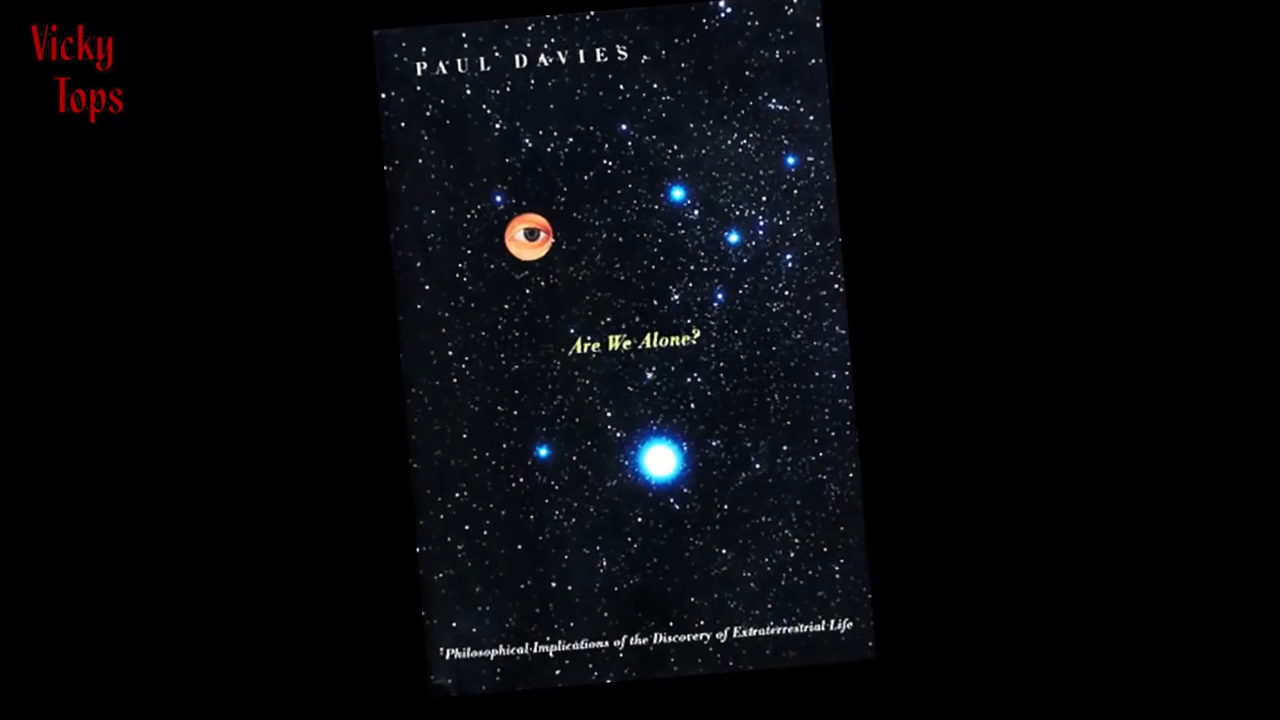 Vicky
Tops
PAUL DAVIES
Are We Alone?
Philosophical Implications of the Discovery of Extraterrestrial Life